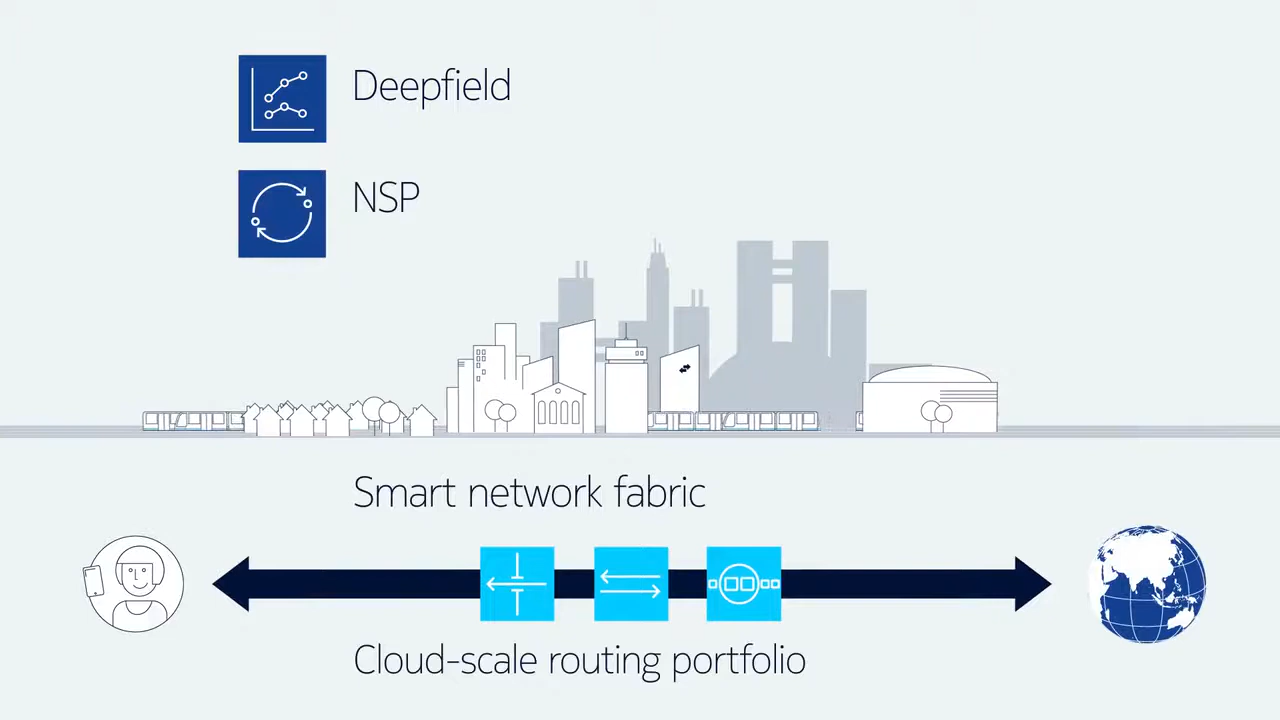 Deepfield
NSP
Smart network fabric
Cloud-scale routing portfolio